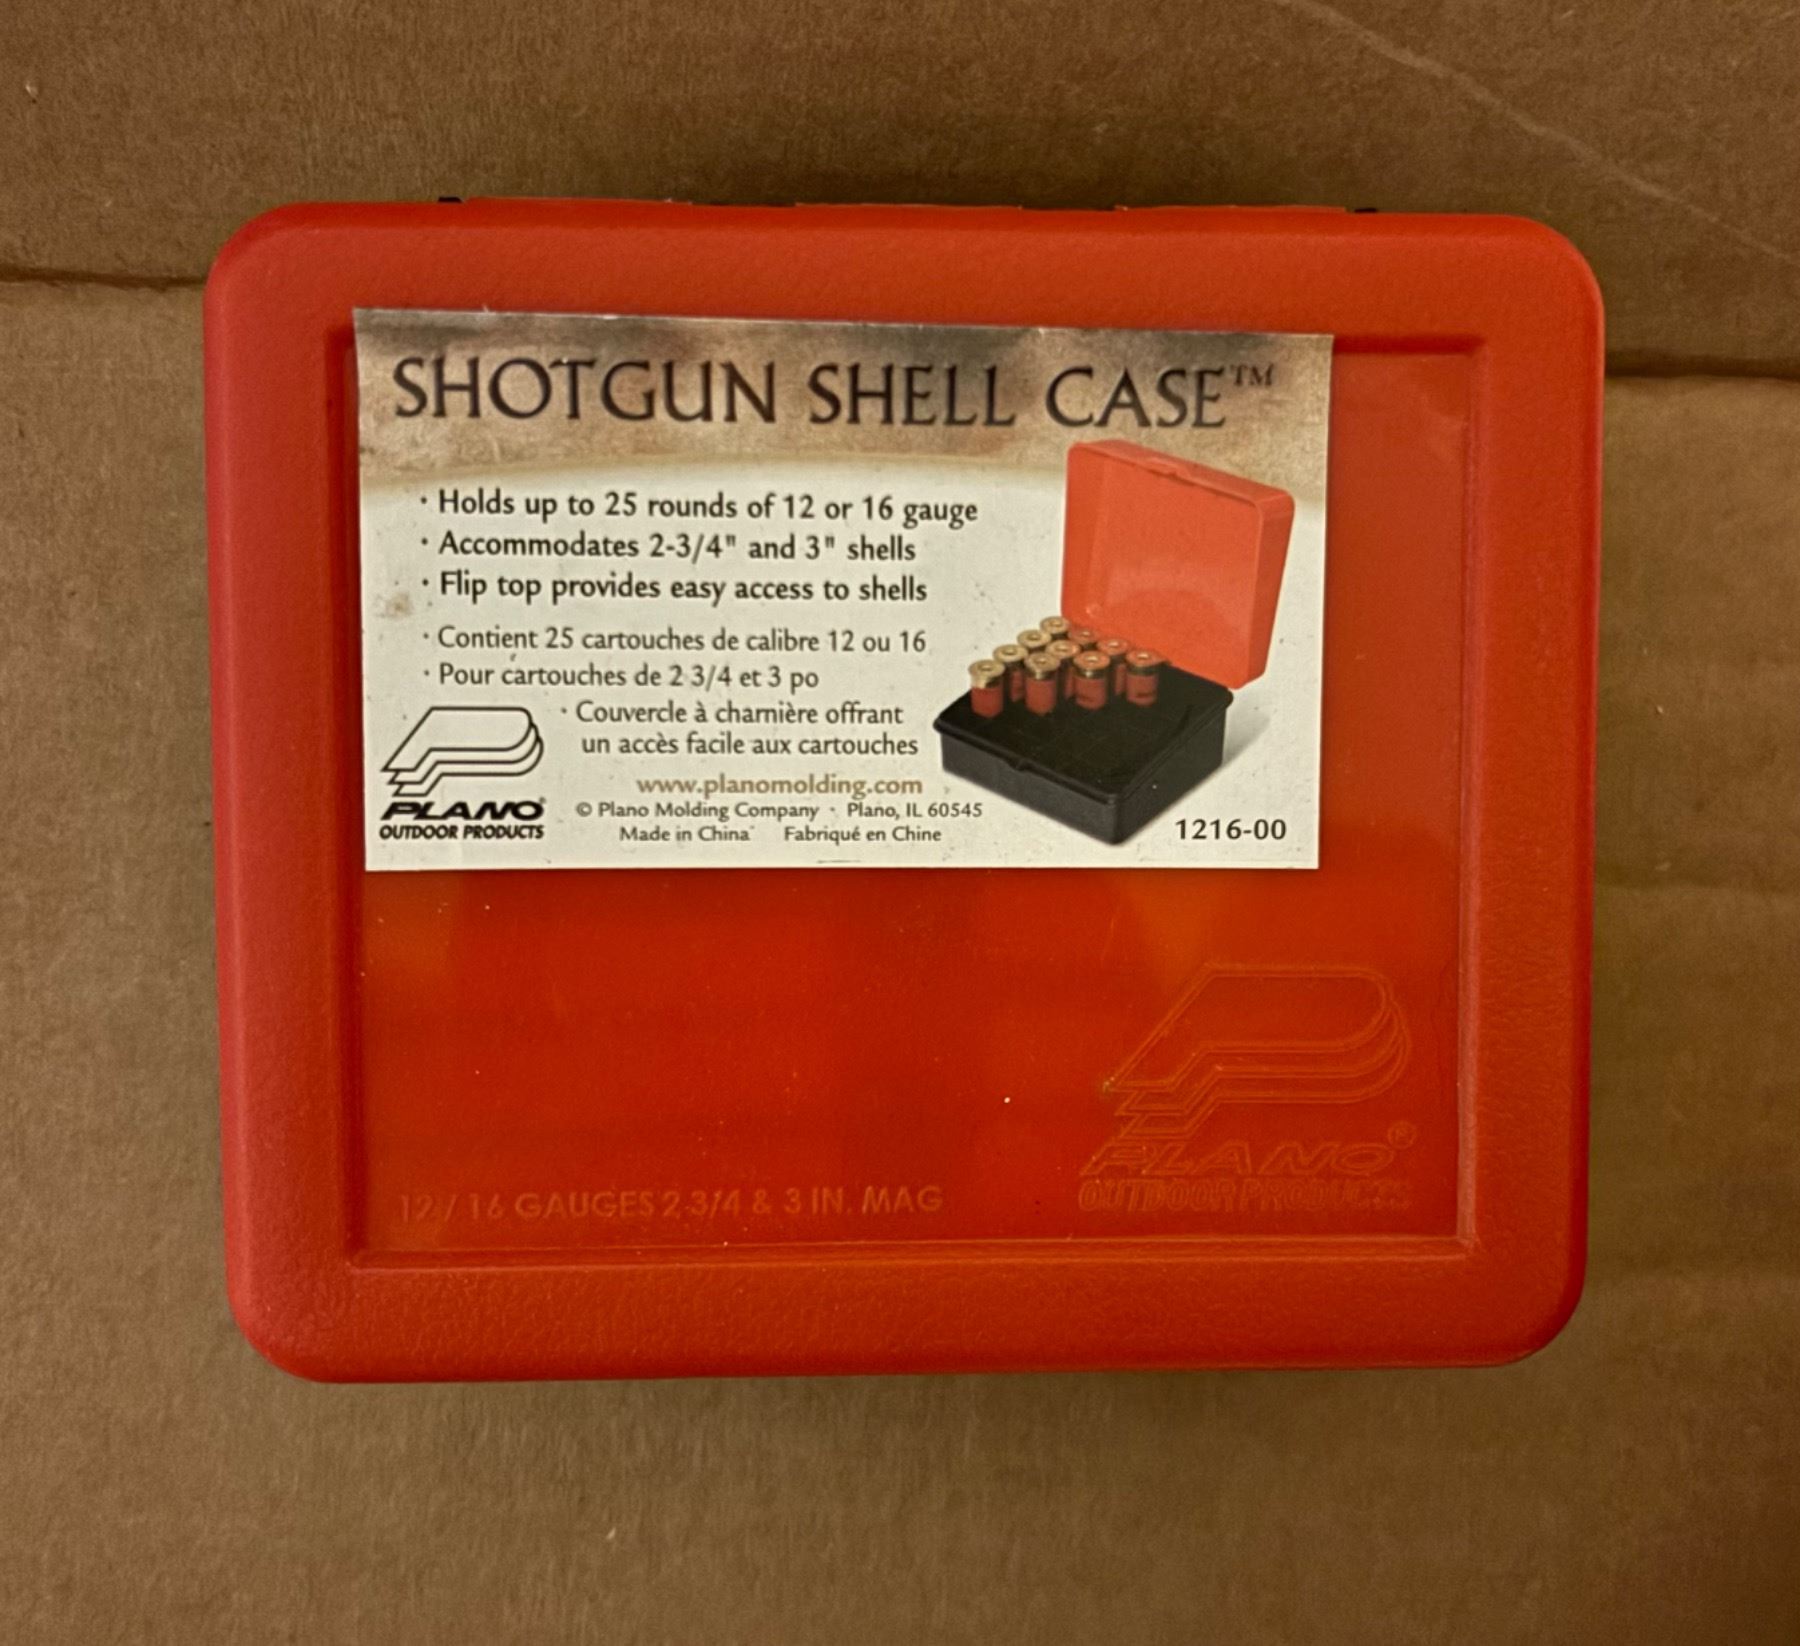 SHOTGUN SHELL CASE™
· Holds up to 25 rounds of 12 or 16 gauge
· Accommodates 2-3/4" and 3" shells
· Flip top provides easy access to shells
· Contient 25 cartouches de calibre 12 ou 16
· Pour cartouches de 2 3/4 et 3 po
· Couvercle à charnière offrant
un accès facile aux cartouches
PLANO®
OUTDOOR PRODUCTS
www.planomolding.com
© Plano Molding Company · Plano, IL 60545
Made in China Fabriqué en Chine
1216-00
12 / 16 GAUGES 2-3/4 & 3 IN. MAG
PLANO®
OUTDOOR PRODUCTS